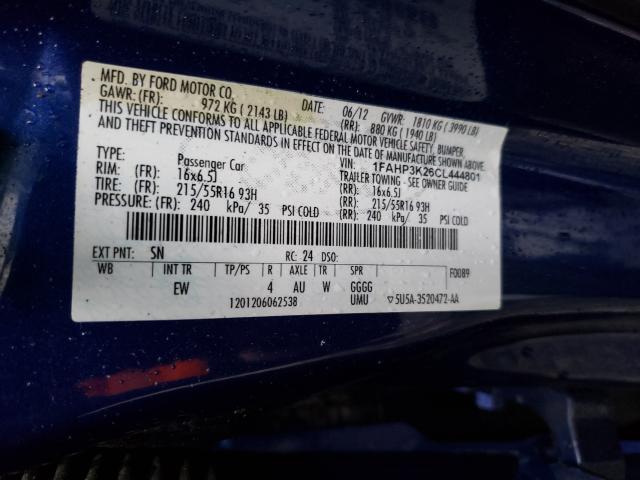 MFD. BY FORD MOTOR CO.
DATE: 06/12 GVWR: 1810 KG ( 3990 LB)
GAWR: (FR): 972 KG ( 2143 LB) (RR): 880 KG ( 1940 LB)
THIS VEHICLE CONFORMS TO ALL APPLICABLE FEDERAL MOTOR VEHICLE SAFETY, BUMPER,
AND THEFT PREVENTION STANDARDS IN EFFECT ON THE DATE OF MANUFACTURE SHOWN ABOVE.
VIN: 1FAHP3K26CL444801
TYPE: Passenger Car TRAILER TOWING - SEE OWNER GUIDE
RIM: (FR): 16x6.5J (RR): 16x6.5J
TIRE: (FR): 215/55R16 93H (RR): 215/55R16 93H
PRESSURE: (FR): 240 kPa/ 35 PSI COLD (RR): 240 kPa/ 35 PSI COLD
EXT PNT: SN RC: 24 DSO: F0089
WB INT TR TP/PS R AXLE TR SPR
EW 4 AU W GGGG
1201206062538 UMU ▽5U5A-3520472-AA